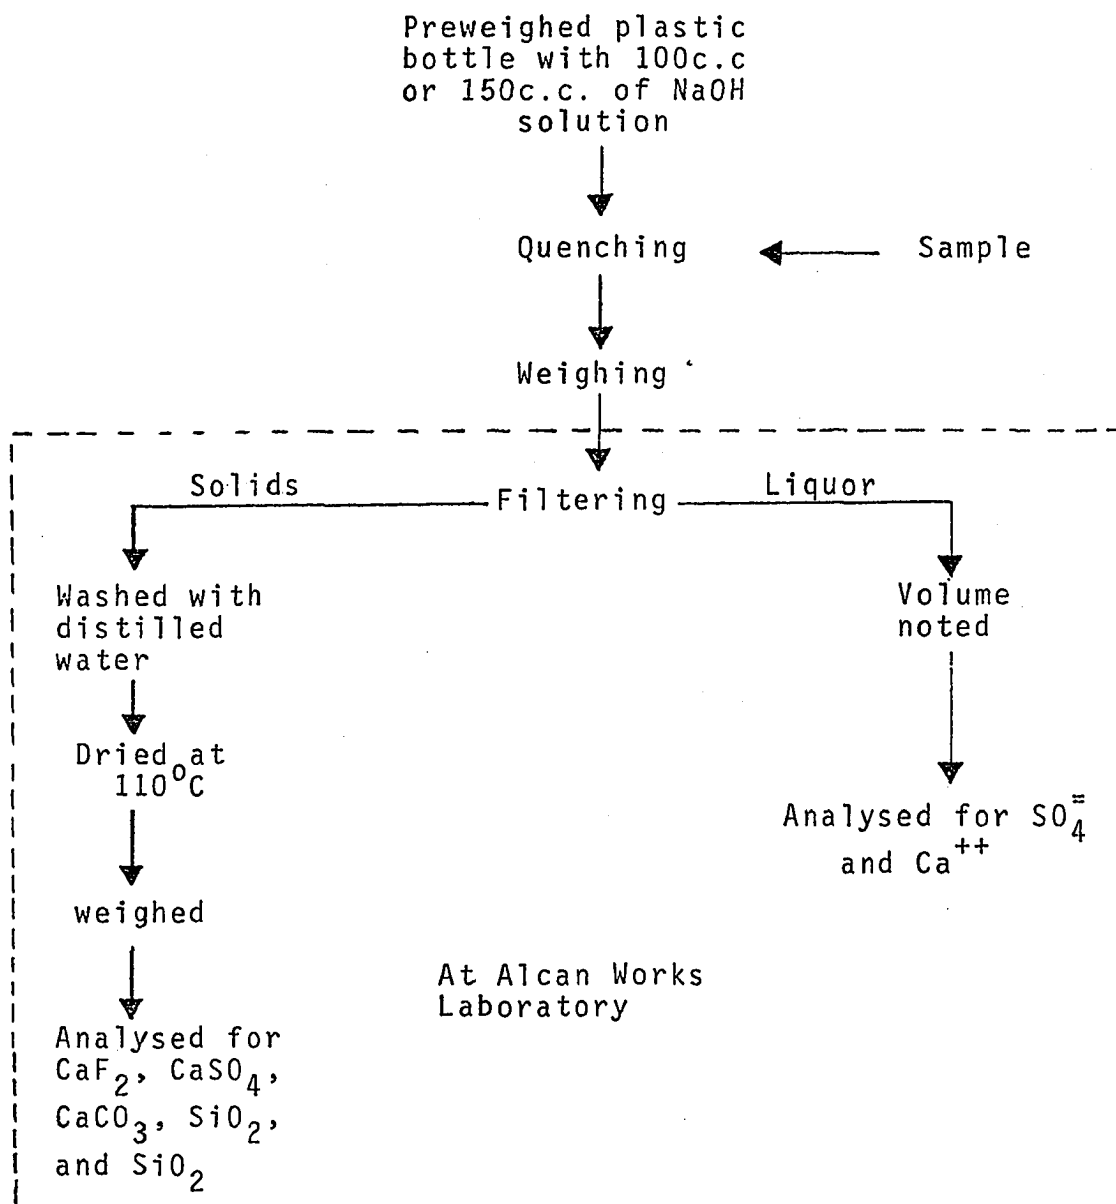 Preweighed plastic
bottle with 100c.c
or 150c.c. of NaOH
solution
Quenching
Sample
Weighing
Filtering
Solids
Liquor
Washed with
distilled
water
Dried at
110°C
weighed
Analysed for
CaF₂, CaSO₄,
CaCO₃, SiO₂,
and SiO₂
Volume
noted
Analysed for SO₄⁼
and Ca⁺⁺
At Alcan Works
Laboratory